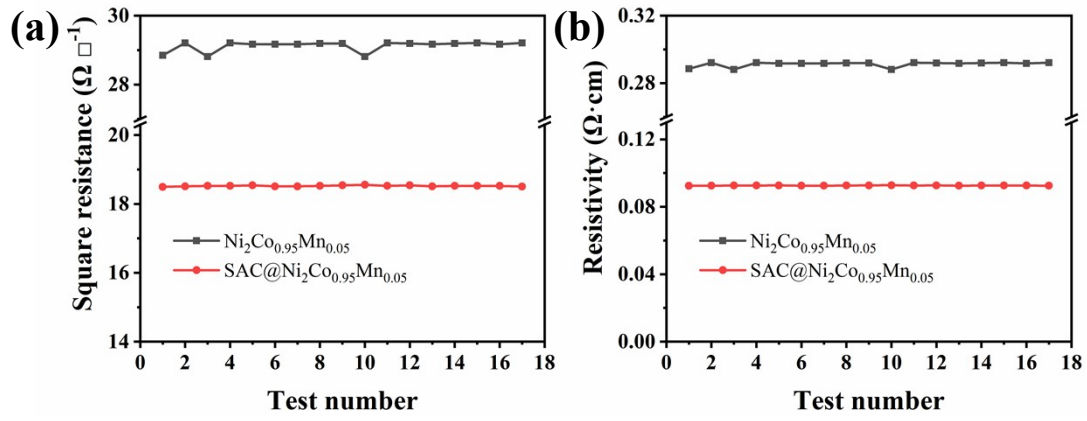 (a)
Square resistance (Ω □⁻¹)
30
28
20
18
16
14
Ni₂Co₀.₉₅Mn₀.₀₅
SAC@Ni₂Co₀.₉₅Mn₀.₀₅
0 2 4 6 8 10 12 14 16 18
Test number
(b)
Resistivity (Ω·cm)
0.32
0.28
0.12
0.08
0.04
0.00
Ni₂Co₀.₉₅Mn₀.₀₅
SAC@Ni₂Co₀.₉₅Mn₀.₀₅
0 2 4 6 8 10 12 14 16 18
Test number